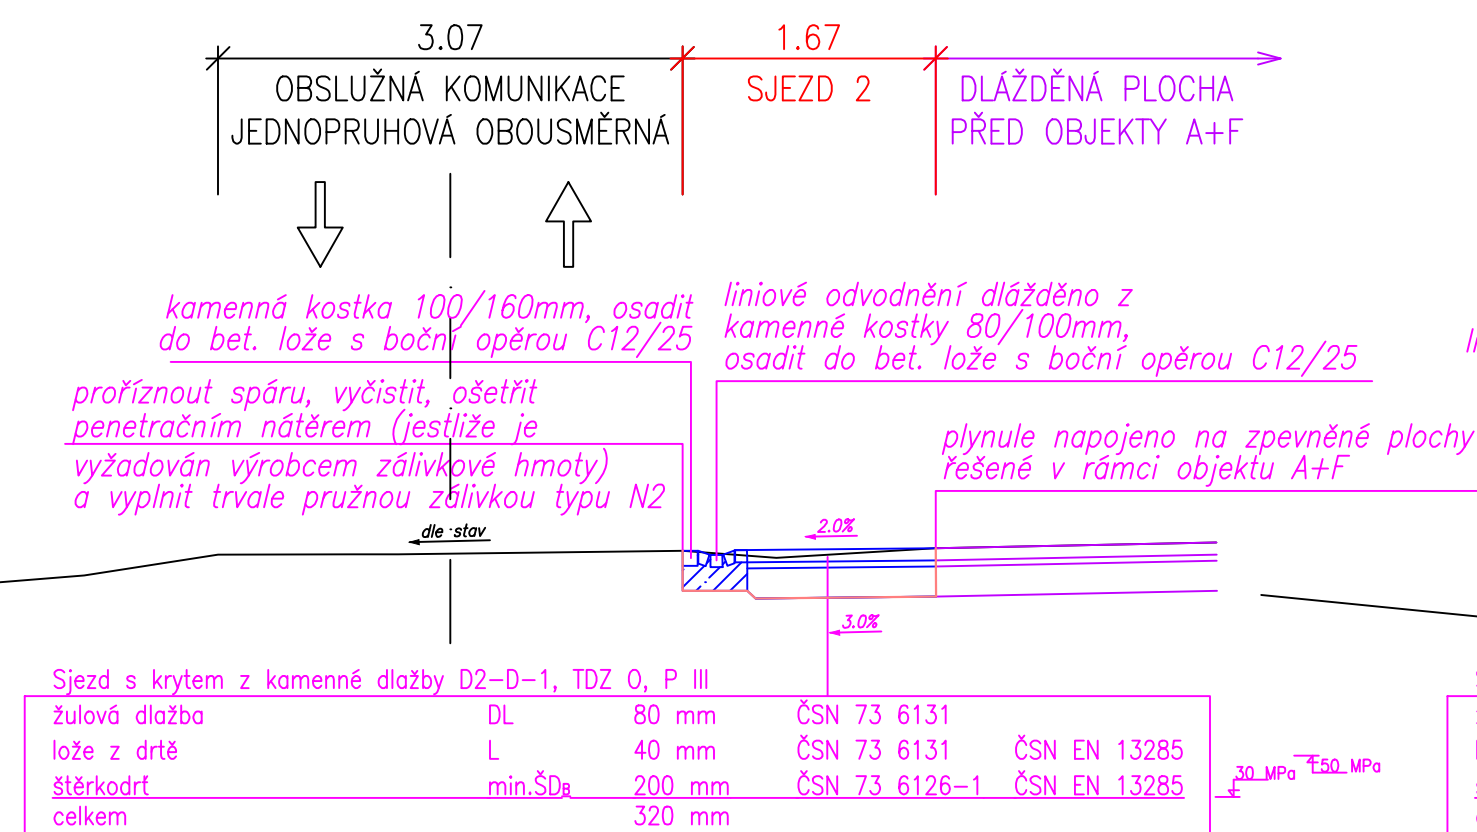 3.07
1.67
OBSLUŽNÁ KOMUNIKACE
JEDNOPRUHOVÁ OBOUSMĚRNÁ
SJEZD 2
DLÁŽDĚNÁ PLOCHA
PŘED OBJEKTY A+F
kamenná kostka 100/160mm, osadit
do bet. lože s boční opěrou C12/25
liniové odvodnění dlážděno z
kamenné kostky 80/100mm,
osadit do bet. lože s boční opěrou C12/25
proříznout spáru, vyčistit, ošetřit
penetračním nátěrem (jestliže je
vyžadován výrobcem zálivkové hmoty)
a vyplnit trvale pružnou zálivkou typu N2
plynule napojeno na zpevněné plochy
řešené v rámci objektu A+F
dle stav
2.0%
3.0%
Sjezd s krytem z kamenné dlažby D2-D-1, TDZ O, P III
žulová dlažba DL 80 mm ČSN 73 6131
lože z drtě L 40 mm ČSN 73 6131 ČSN EN 13285
štěrkodrť min.ŠDB 200 mm ČSN 73 6126-1 ČSN EN 13285
celkem 320 mm
30 MPa
50 MPa